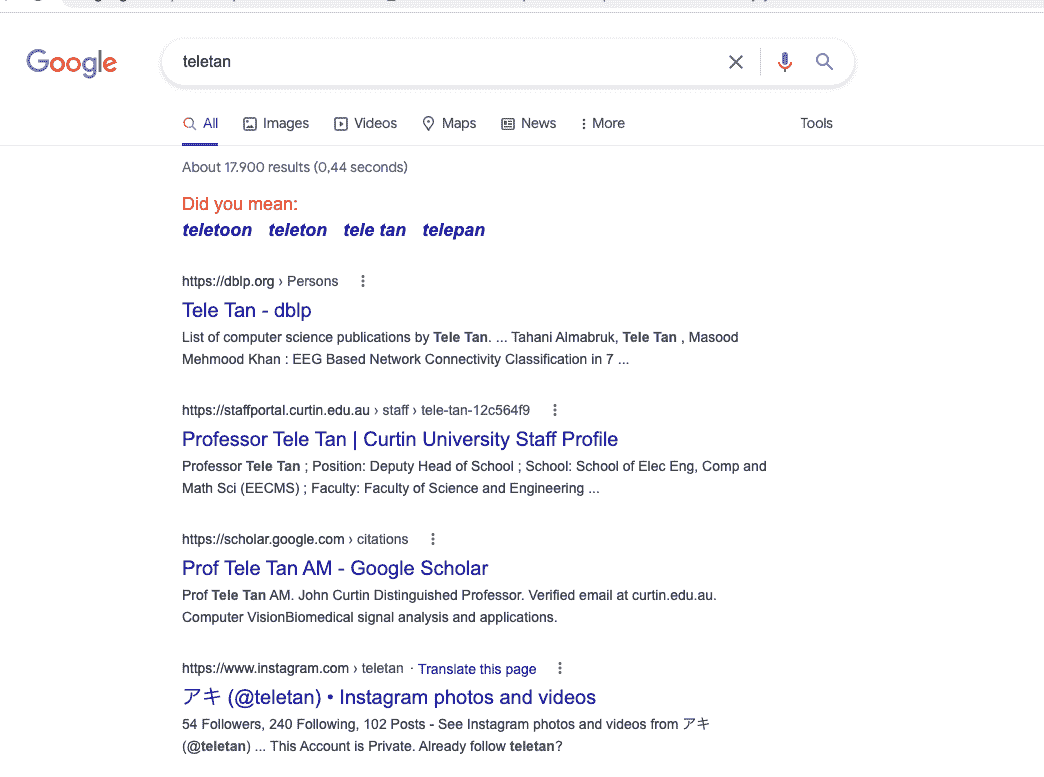 Google
teletan
All Images Videos Maps News More Tools
About 17.900 results (0,44 seconds)
Did you mean:
teletoon teleton tele tan telepan
https://dblp.org › Persons
Tele Tan - dblp
List of computer science publications by Tele Tan. ... Tahani Almabruk, Tele Tan , Masood
Mehmood Khan : EEG Based Network Connectivity Classification in 7 ...
https://staffportal.curtin.edu.au › staff › tele-tan-12c564f9
Professor Tele Tan | Curtin University Staff Profile
Professor Tele Tan ; Position: Deputy Head of School ; School: School of Elec Eng, Comp and
Math Sci (EECMS) ; Faculty: Faculty of Science and Engineering ...
https://scholar.google.com › citations
Prof Tele Tan AM - Google Scholar
Prof Tele Tan AM. John Curtin Distinguished Professor. Verified email at curtin.edu.au.
Computer VisionBiomedical signal analysis and applications.
https://www.instagram.com › teletan · Translate this page
アキ (@teletan) • Instagram photos and videos
54 Followers, 240 Following, 102 Posts - See Instagram photos and videos from アキ
(@teletan) ... This Account is Private. Already follow teletan?